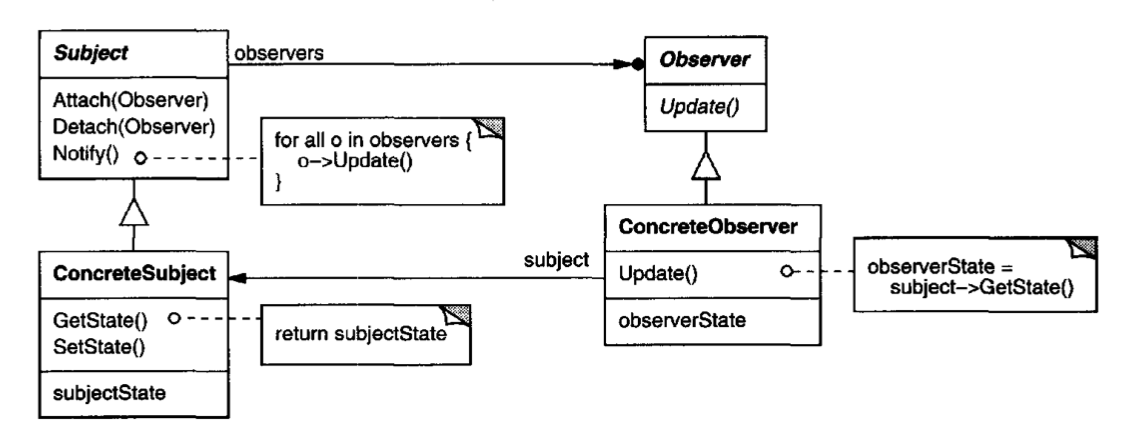 Subject
observers
Observer
Attach(Observer)
Detach(Observer)
Notify()
for all o in observers {
o->Update()
}
Update()
ConcreteSubject
GetState()
SetState()
subjectState
return subjectState
subject
ConcreteObserver
Update()
observerState
observerState =
subject->GetState()